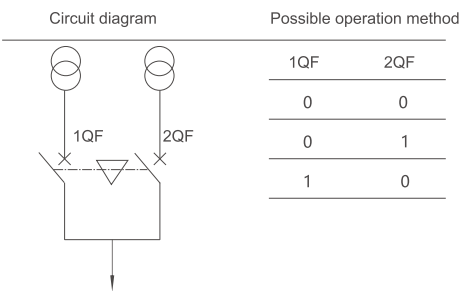 Circuit diagram Possible operation method
1QF 2QF
0 0
1QF 2QF
0 1
1 0